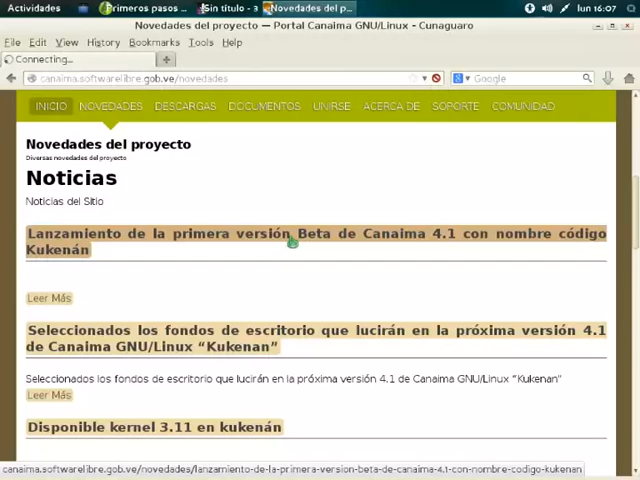 Actividades Primeros pasos ... Sin título - 3 Novedades del p... lun 16:07
Novedades del proyecto — Portal Canaima GNU/Linux - Cunaguaro
File Edit View History Bookmarks Tools Help
Connecting...
canaima.softwarelibre.gob.ve/novedades Google
INICIO NOVEDADES DESCARGAS DOCUMENTOS UNIRSE ACERCA DE SOPORTE COMUNIDAD
Novedades del proyecto
Diversas novedades del proyecto
Noticias
Noticias del Sitio
Lanzamiento de la primera versión Beta de Canaima 4.1 con nombre código
Kukenán
Leer Más
Seleccionados los fondos de escritorio que lucirán en la próxima versión 4.1
de Canaima GNU/Linux “Kukenan”
Seleccionados los fondos de escritorio que lucirán en la próxima versión 4.1 de Canaima GNU/Linux “Kukenan”
Leer Más
Disponible kernel 3.11 en kukenán
canaima.softwarelibre.gob.ve/novedades/lanzamiento-de-la-primera-version-beta-de-canaima-4.1-con-nombre-codigo-kukenan